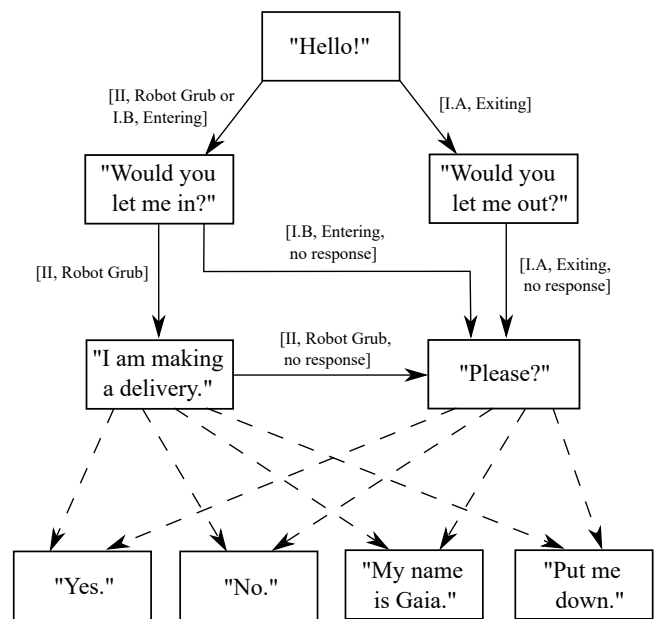 "Hello!"
[II, Robot Grub or
I.B, Entering]
[I.A, Exiting]
"Would you
let me in?"
"Would you
let me out?"
[I.B, Entering,
no response]
[II, Robot Grub]
[I.A, Exiting,
no response]
"I am making
a delivery."
[II, Robot Grub,
no response]
"Please?"
"Yes."
"No."
"My name
is Gaia."
"Put me
down."